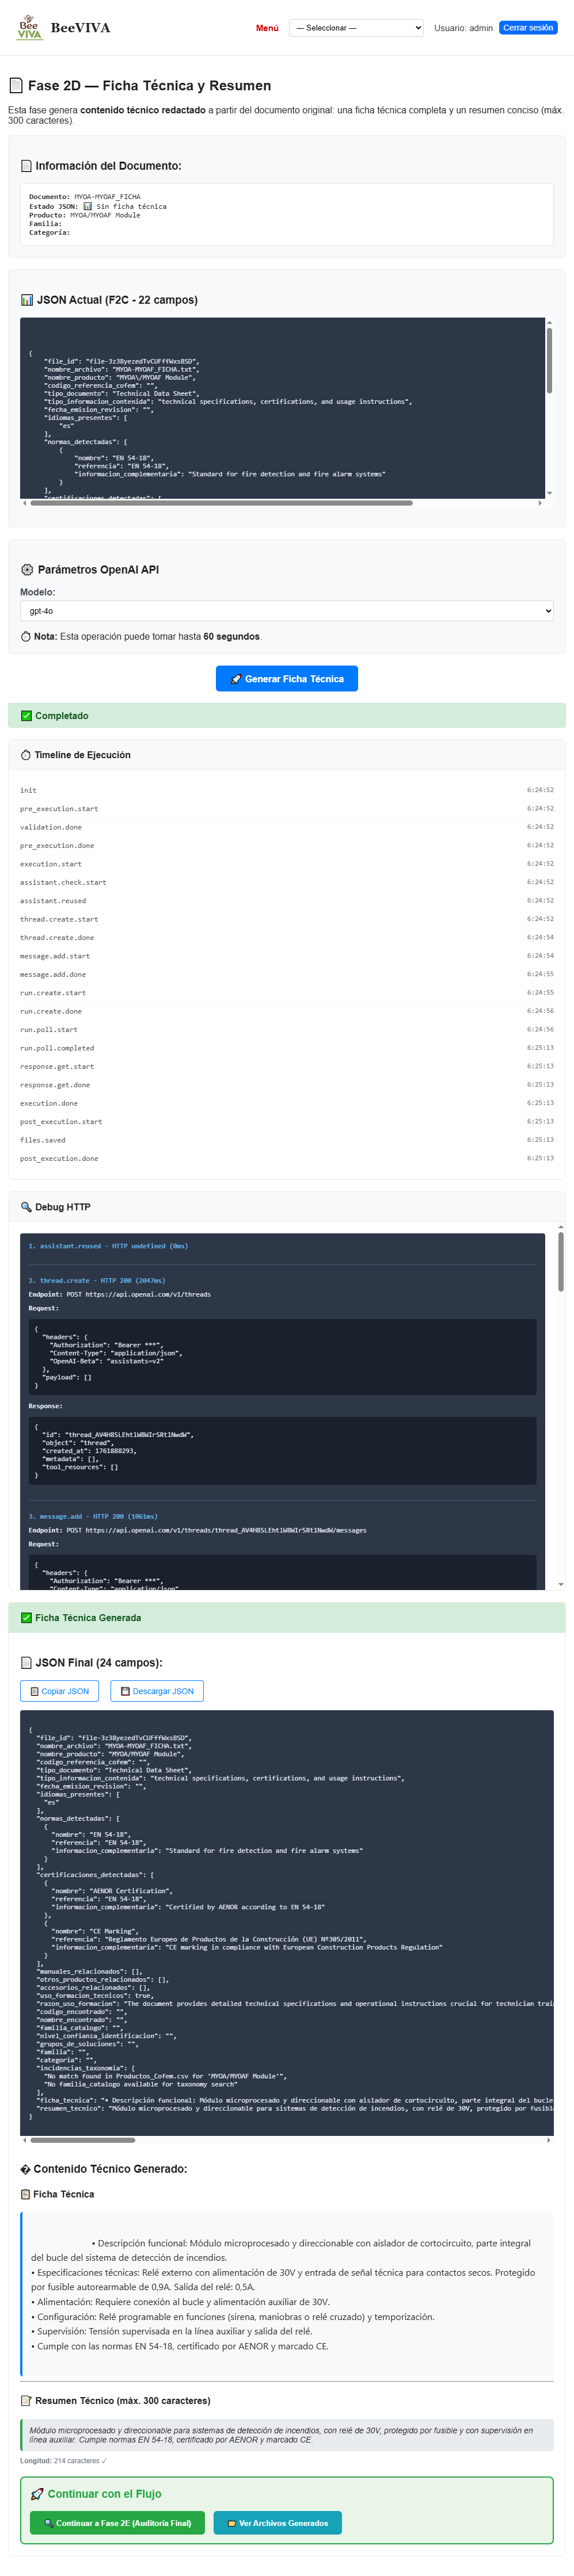 Bee
VIVA
BeeVIVA
Menú
— Seleccionar —
Usuario: admin
Cerrar sesión
📄 Fase 2D — Ficha Técnica y Resumen
Esta fase genera contenido técnico redactado a partir del documento original: una ficha técnica completa y un resumen conciso (máx. 300 caracteres).
📄 Información del Documento:
Documento: MYOA-MYOAF_FICHA
Estado JSON: 📊 Sin ficha técnica
Producto: MYOA/MYOAF Module
Familia:
Categoría:
📊 JSON Actual (F2C - 22 campos)
{
"file_id": "file-3z38yezedTvCUFffWxsBSD",
"nombre_archivo": "MYOA-MYOAF_FICHA.txt",
"nombre_producto": "MYOA\/MYOAF Module",
"codigo_referencia_cofem": "",
"tipo_documento": "Technical Data Sheet",
"tipo_informacion_contenida": "technical specifications, certifications, and usage instructions",
"fecha_emision_revision": "",
"idiomas_presentes": [
"es"
],
"normas_detectadas": [
{
"nombre": "EN 54-18",
"referencia": "EN 54-18",
"informacion_complementaria": "Standard for fire detection and fire alarm systems"
}
],
"certificaciones_detectadas": [
⚙️ Parámetros OpenAI API
Modelo:
gpt-4o
⏱️ Nota: Esta operación puede tomar hasta 60 segundos.
🚀 Generar Ficha Técnica
✅ Completado
⏱️ Timeline de Ejecución
init 6:24:52
pre_execution.start 6:24:52
validation.done 6:24:52
pre_execution.done 6:24:52
execution.start 6:24:52
assistant.check.start 6:24:52
assistant.reused 6:24:52
thread.create.start 6:24:52
thread.create.done 6:24:54
message.add.start 6:24:54
message.add.done 6:24:55
run.create.start 6:24:55
run.create.done 6:24:56
run.poll.start 6:24:56
run.poll.completed 6:25:13
response.get.start 6:25:13
response.get.done 6:25:13
execution.done 6:25:13
post_execution.start 6:25:13
files.saved 6:25:13
post_execution.done 6:25:13
🔍 Debug HTTP
1. assistant.reused - HTTP undefined (0ms)
2. thread.create - HTTP 200 (2047ms)
Endpoint: POST https://api.openai.com/v1/threads
Request:
{
"headers": {
"Authorization": "Bearer ***",
"Content-Type": "application/json",
"OpenAI-Beta": "assistants=v2"
},
"payload": []
}
Response:
{
"id": "thread_AV4H8SLEhtlW8WIrSRt1NwdW",
"object": "thread",
"created_at": 1761888293,
"metadata": [],
"tool_resources": []
}
3. message.add - HTTP 200 (1061ms)
Endpoint: POST https://api.openai.com/v1/threads/thread_AV4H8SLEhtlW8WIrSRt1NwdW/messages
Request:
{
"headers": {
"Authorization": "Bearer ***",
"Content-Type": "application/json",
✅ Ficha Técnica Generada
📄 JSON Final (24 campos):
📋 Copiar JSON
💾 Descargar JSON
{
"file_id": "file-3z38yezedTvCUFffWxsBSD",
"nombre_archivo": "MYOA-MYOAF_FICHA.txt",
"nombre_producto": "MYOA/MYOAF Module",
"codigo_referencia_cofem": "",
"tipo_documento": "Technical Data Sheet",
"tipo_informacion_contenida": "technical specifications, certifications, and usage instructions",
"fecha_emision_revision": "",
"idiomas_presentes": [
"es"
],
"normas_detectadas": [
{
"nombre": "EN 54-18",
"referencia": "EN 54-18",
"informacion_complementaria": "Standard for fire detection and fire alarm systems"
}
],
"certificaciones_detectadas": [
{
"nombre": "AENOR Certification",
"referencia": "EN 54-18",
"informacion_complementaria": "Certified by AENOR according to EN 54-18"
},
{
"nombre": "CE Marking",
"referencia": "Reglamento Europeo de Productos de la Construcción (UE) Nº305/2011",
"informacion_complementaria": "CE marking in compliance with European Construction Products Regulation"
}
],
"manuales_relacionados": [],
"otros_productos_relacionados": [],
"accesorios_relacionados": [],
"uso_formacion_tecnicos": true,
"razon_uso_formacion": "The document provides detailed technical specifications and operational instructions crucial for technician trai
"codigo_encontrado": "",
"nombre_encontrado": "",
"familia_catalogo": "",
"nivel_confianza_identificacion": "",
"grupos_de_soluciones": "",
"familia": "",
"categoria": "",
"incidencias_taxonomia": [
"No match found in Productos_Cofem.csv for 'MYOA/MYOAF Module'",
"No familia_catalogo available for taxonomy search"
],
"ficha_tecnica": "• Descripción funcional: Módulo microprocesado y direccionable con aislador de cortocircuito, parte integral del bucle
"resumen_tecnico": "Módulo microprocesado y direccionable para sistemas de detección de incendios, con relé de 30V, protegido por fusible
}
� Contenido Técnico Generado:
📋 Ficha Técnica
• Descripción funcional: Módulo microprocesado y direccionable con aislador de cortocircuito, parte integral del bucle del sistema de detección de incendios.
• Especificaciones técnicas: Relé externo con alimentación de 30V y entrada de señal técnica para contactos secos. Protegido por fusible autorearmable de 0,9A. Salida del relé: 0,5A.
• Alimentación: Requiere conexión al bucle y alimentación auxiliar de 30V.
• Configuración: Relé programable en funciones (sirena, maniobras o relé cruzado) y temporización.
• Supervisión: Tensión supervisada en la línea auxiliar y salida del relé.
• Cumple con las normas EN 54-18, certificado por AENOR y marcado CE.
📝 Resumen Técnico (máx. 300 caracteres)
Módulo microprocesado y direccionable para sistemas de detección de incendios, con relé de 30V, protegido por fusible y con supervisión en línea auxiliar. Cumple normas EN 54-18, certificado por AENOR y marcado CE.
Longitud: 214 caracteres ✓
🚀 Continuar con el Flujo
🔍 Continuar a Fase 2E (Auditoría Final)
📁 Ver Archivos Generados